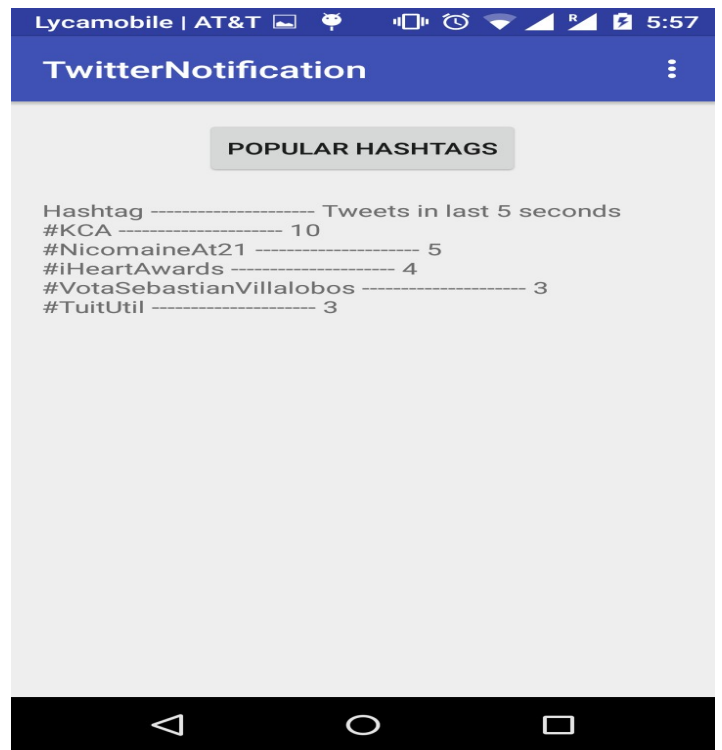 Lycamobile | AT&T R 5:57
TwitterNotification
POPULAR HASHTAGS
Hashtag --------------------- Tweets in last 5 seconds
#KCA --------------------- 10
#NicomaineAt21 --------------------- 5
#iHeartAwards --------------------- 4
#VotaSebastianVillalobos --------------------- 3
#TuitUtil --------------------- 3